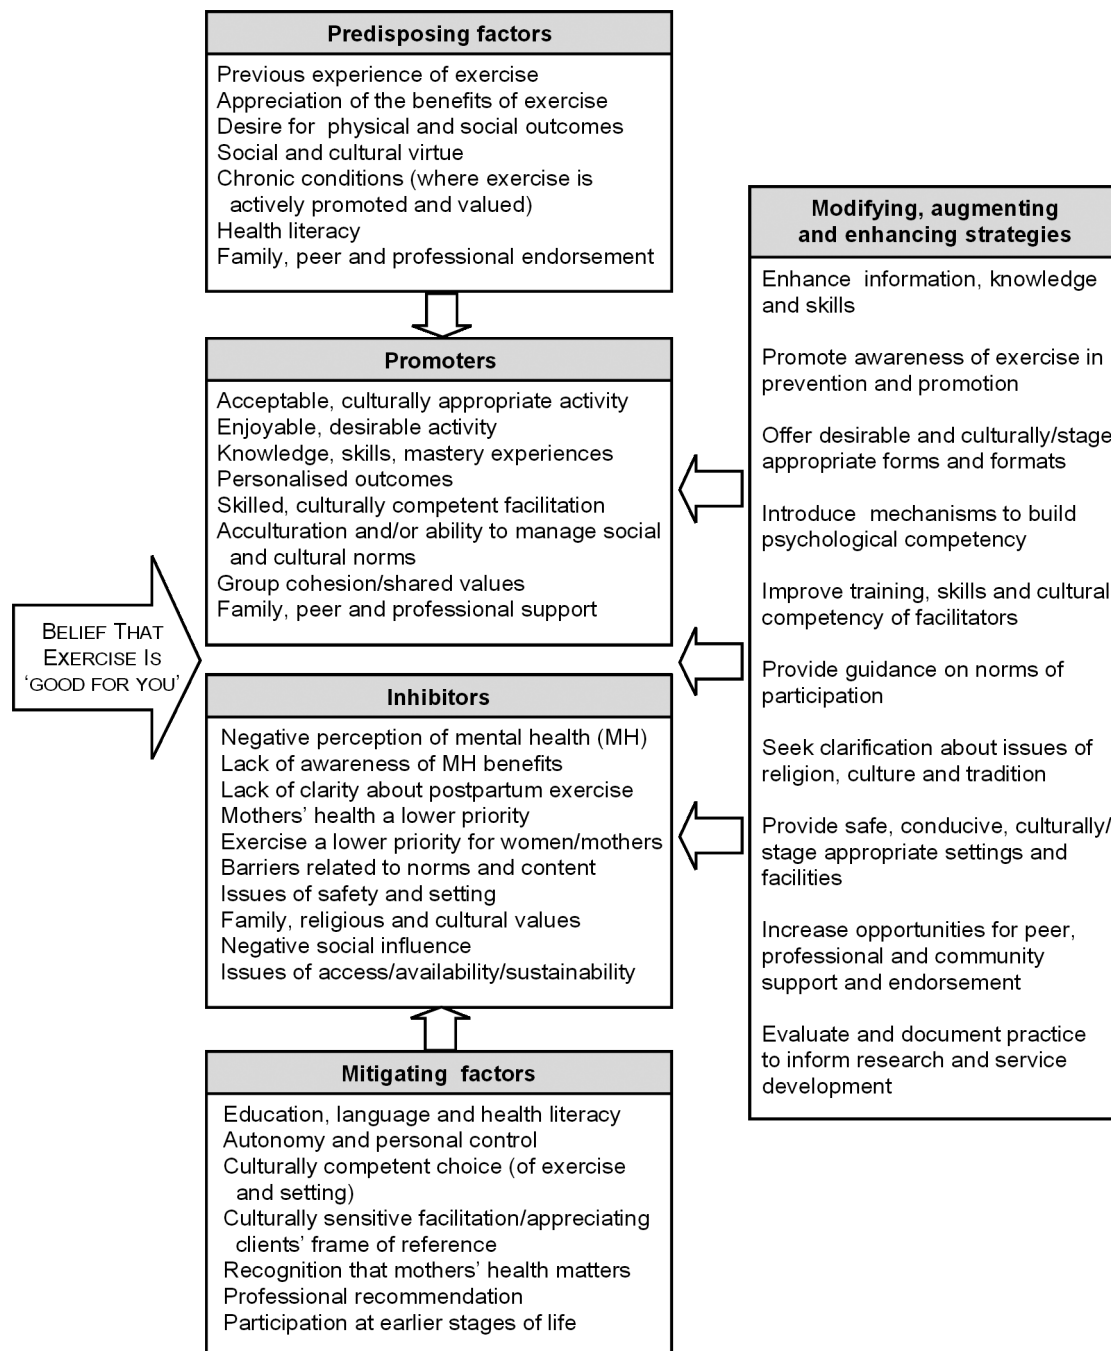 Predisposing factors
Previous experience of exercise
Appreciation of the benefits of exercise
Desire for physical and social outcomes
Social and cultural virtue
Chronic conditions (where exercise is
actively promoted and valued)
Health literacy
Family, peer and professional endorsement
Promoters
Acceptable, culturally appropriate activity
Enjoyable, desirable activity
Knowledge, skills, mastery experiences
Personalised outcomes
Skilled, culturally competent facilitation
Acculturation and/or ability to manage social
and cultural norms
Group cohesion/shared values
Family, peer and professional support
BELIEF THAT
EXERCISE IS
‘GOOD FOR YOU’
Inhibitors
Negative perception of mental health (MH)
Lack of awareness of MH benefits
Lack of clarity about postpartum exercise
Mothers’ health a lower priority
Exercise a lower priority for women/mothers
Barriers related to norms and content
Issues of safety and setting
Family, religious and cultural values
Negative social influence
Issues of access/availability/sustainability
Mitigating factors
Education, language and health literacy
Autonomy and personal control
Culturally competent choice (of exercise
and setting)
Culturally sensitive facilitation/appreciating
clients’ frame of reference
Recognition that mothers’ health matters
Professional recommendation
Participation at earlier stages of life
Modifying, augmenting
and enhancing strategies
Enhance information, knowledge
and skills
Promote awareness of exercise in
prevention and promotion
Offer desirable and culturally/stage
appropriate forms and formats
Introduce mechanisms to build
psychological competency
Improve training, skills and cultural
competency of facilitators
Provide guidance on norms of
participation
Seek clarification about issues of
religion, culture and tradition
Provide safe, conducive, culturally/
stage appropriate settings and
facilities
Increase opportunities for peer,
professional and community
support and endorsement
Evaluate and document practice
to inform research and service
development